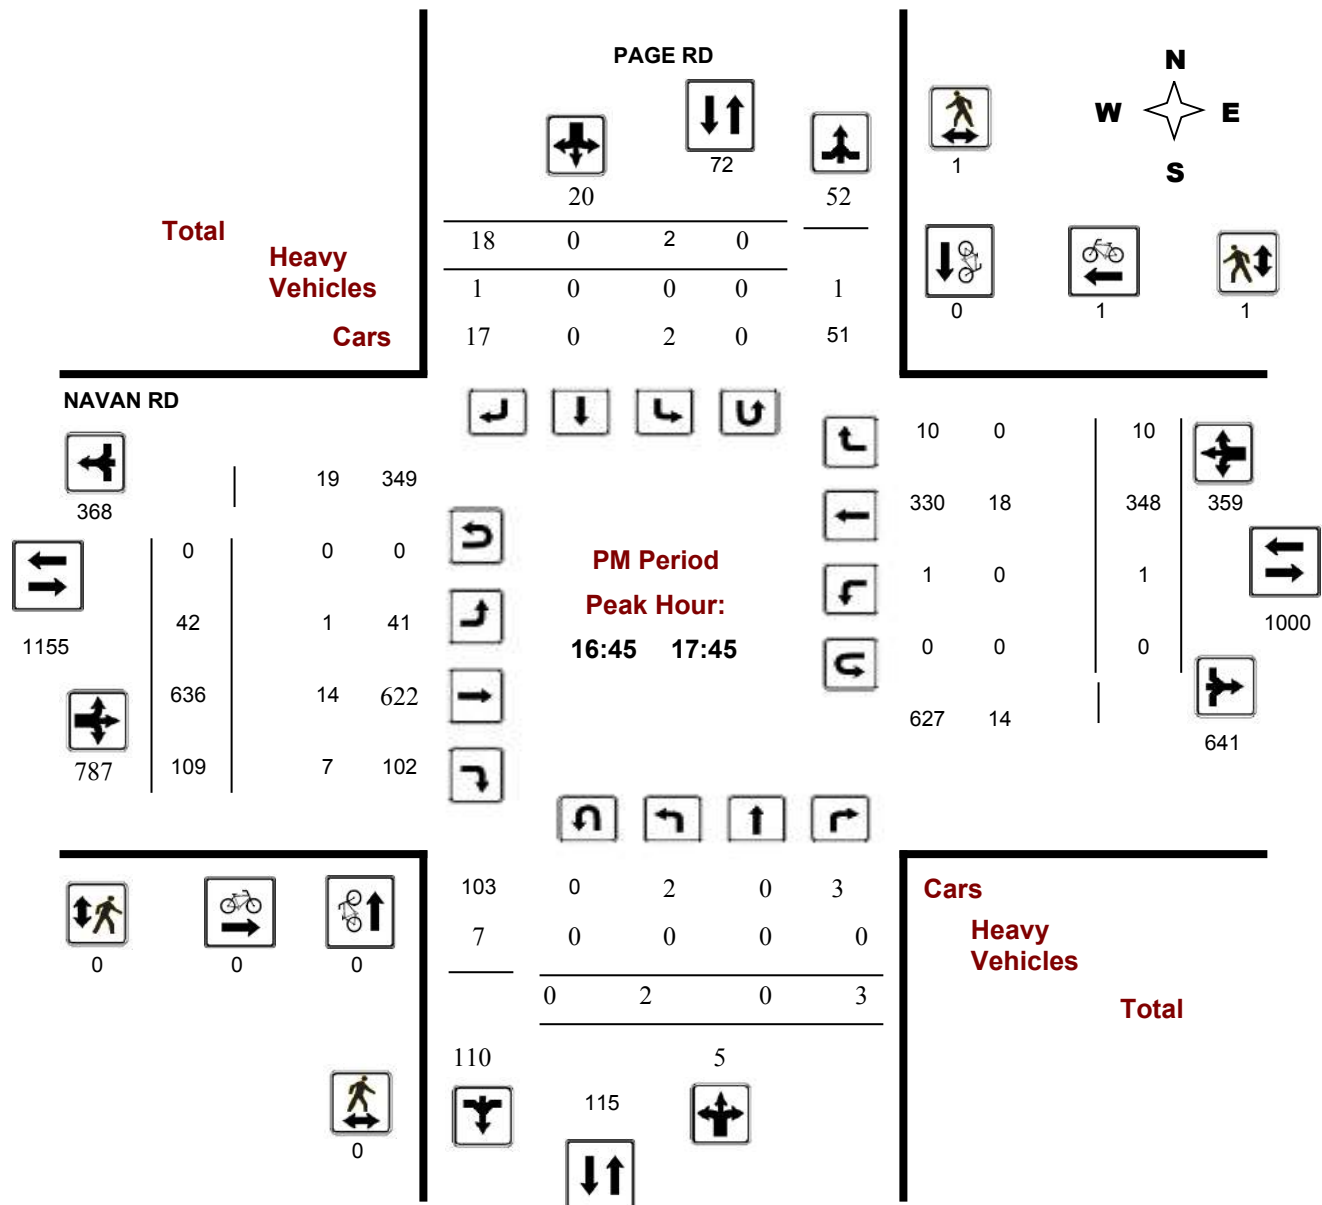 PAGE RD
N
W E
S
72
1
20 52
Total
18 0 2 0
Heavy
Vehicles
1 0 0 0 1
0 1 1
Cars
17 0 2 0 51
NAVAN RD
10 0 10
19 349
368
330 18 348 359
0 0 0
PM Period
Peak Hour:
1 0 1
42 1 41
1155
16:45 17:45
1000
0 0 0
636 14 622
627 14
641
787
109 7 102
103 0 2 0 3
Cars
7 0 0 0 0
Heavy
Vehicles
0 0 0
0 2 0 3
Total
110 5
115
0